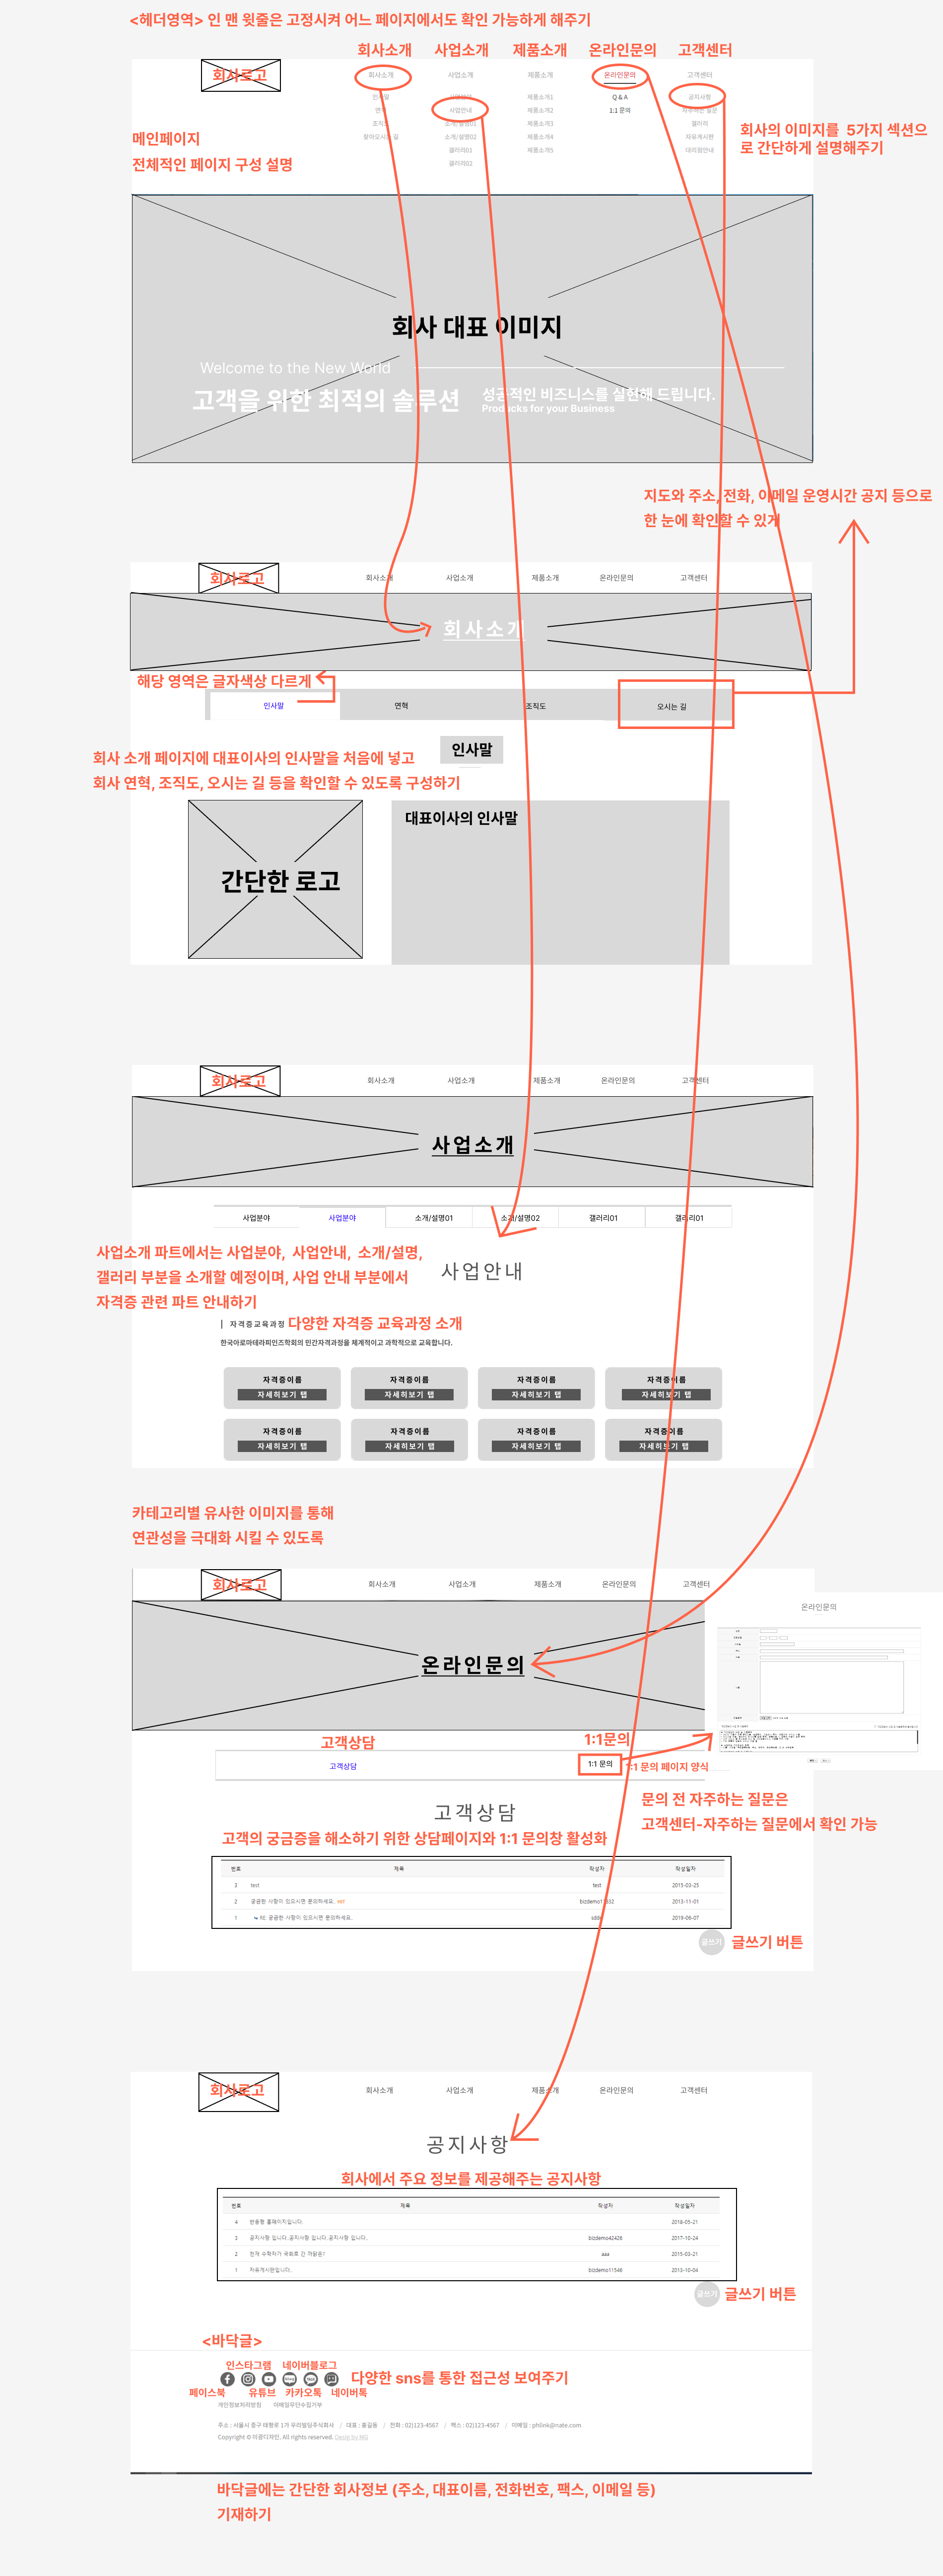 <헤더영역> 인 맨 윗줄은 고정시켜 어느 페이지에서도 확인 가능하게 해주기
회사소개 사업소개 제품소개 온라인문의 고객센터
회사로고 회사소개 사업소개 제품소개 온라인문의 고객센터
제품소개1 Q & A 공지사항
사업안내 제품소개2 1:1 문의
조직도 소개/설명01 제품소개3 갤러리
찾아오시는 길 소개/설명02 제품소개4 자유게시판
갤러리01 제품소개5 대리점안내
갤러리02
회사의 이미지를 5가지 섹션으
로 간단하게 설명해주기
메인페이지
전체적인 페이지 구성 설명
회사 대표 이미지
Welcome to the New World
고객을 위한 최적의 솔루션
성공적인 비즈니스를 실현해 드립니다.
Products for your Business
지도와 주소, 전화, 이메일 운영시간 공지 등으로
한 눈에 확인할 수 있게
회사로고 회사소개 사업소개 제품소개 온라인문의 고객센터
회사소개
해당 영역은 글자색상 다르게
인사말 연혁 조직도 오시는 길
인사말
회사 소개 페이지에 대표이사의 인사말을 처음에 넣고
회사 연혁, 조직도, 오시는 길 등을 확인할 수 있도록 구성하기
간단한 로고
대표이사의 인사말
회사로고 회사소개 사업소개 제품소개 온라인문의 고객센터
사업소개
사업분야 사업분야 소개/설명01 소개/설명02 갤러리01 갤러리01
사업소개 파트에서는 사업분야, 사업안내, 소개/설명,
갤러리 부분을 소개할 예정이며, 사업 안내 부분에서
자격증 관련 파트 안내하기
사업안내
| 자격증교육과정 다양한 자격증 교육과정 소개
한국아로마테라피인즈학회의 민간자격과정을 체계적이고 과학적으로 교육합니다.
자격증이름 자격증이름 자격증이름 자격증이름
자세히보기 탭 자세히보기 탭 자세히보기 탭 자세히보기 탭
자격증이름 자격증이름 자격증이름 자격증이름
자세히보기 탭 자세히보기 탭 자세히보기 탭 자세히보기 탭
카테고리별 유사한 이미지를 통해
연관성을 극대화 시킬 수 있도록
회사로고 회사소개 사업소개 제품소개 온라인문의 고객센터
온라인문의
온라인문의
고객상담 1:1문의
고객상담 1:1 문의 1:1 문의 페이지 양식
문의 전 자주하는 질문은
고객센터-자주하는 질문에서 확인 가능
고객상담
고객의 궁금증을 해소하기 위한 상담페이지와 1:1 문의창 활성화
번호 제목 작성자 작성일자
3 test test 2015-03-25
2 궁금한 사항이 있으시면 문의하세요. 2013-11-01
1 RE: 궁금한 사항이 있으시면 문의하세요. 2019-06-07
글쓰기 글쓰기 버튼
회사로고 회사소개 사업소개 제품소개 온라인문의 고객센터
공지사항
회사에서 주요 정보를 제공해주는 공지사항
번호 제목 작성자 작성일자
4 반응형 홈페이지입니다. 2018-05-21
3 공지사항 입니다.공지사항 입니다.공지사항 입니다. bizdemo42426 2017-10-24
2 현재 수학자가 국회로 간 까닭은? aaa 2015-03-21
1 자유게시판입니다. bizdemo11546 2013-10-04
글쓰기 글쓰기 버튼
<바닥글>
인스타그램 네이버블로그
다양한 sns를 통한 접근성 보여주기
페이스북 유튜브 카카오톡 네이버톡
개인정보처리방침 이메일무단수집거부
주소 : 서울시 중구 태평로 1가 우리빌딩주식회사 / 대표 : 홍길동 / 전화 : 02)123-4567 / 팩스 : 02)123-4567 / 이메일 : phlink@nate.com
Copyright © 아로디자인. All rights reserved. Desig by MG
바닥글에는 간단한 회사정보 (주소, 대표이름, 전화번호, 팩스, 이메일 등)
기재하기